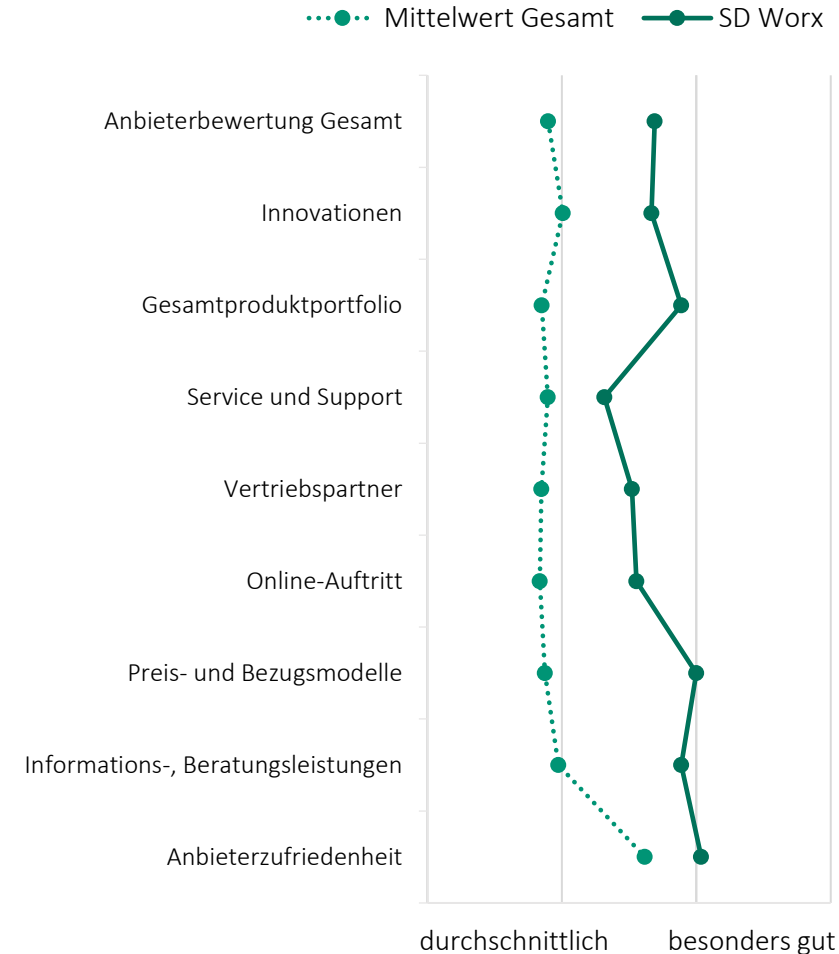 Mittelwert Gesamt SD Worx
Anbieterbewertung Gesamt
Innovationen
Gesamtproduktportfolio
Service und Support
Vertriebspartner
Online-Auftritt
Preis- und Bezugsmodelle
Informations-, Beratungsleistungen
Anbieterzufriedenheit
durchschnittlich besonders gut